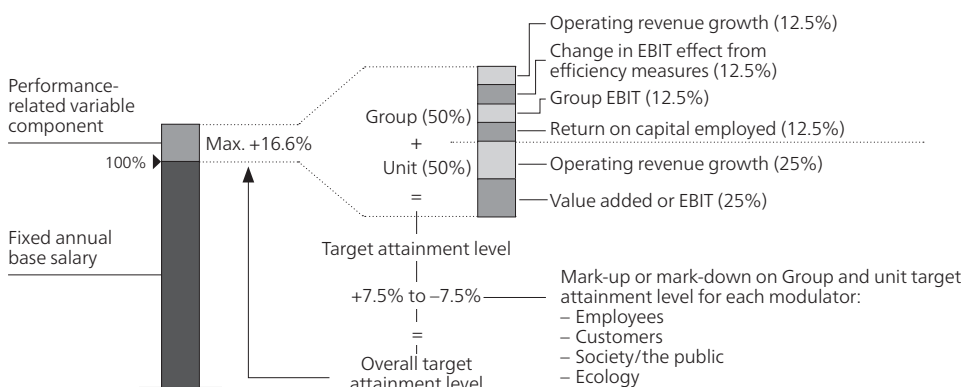 Performance-
related variable
component
100%
Fixed annual
base salary
Max. +16.6%
Group (50%)
+
Unit (50%)
=
Target attainment level
+7.5% to –7.5%
=
Overall target
attainment level
Operating revenue growth (12.5%)
Change in EBIT effect from
efficiency measures (12.5%)
Group EBIT (12.5%)
Return on capital employed (12.5%)
Operating revenue growth (25%)
Value added or EBIT (25%)
Mark-up or mark-down on Group and unit target
attainment level for each modulator:
– Employees
– Customers
– Society/the public
– Ecology